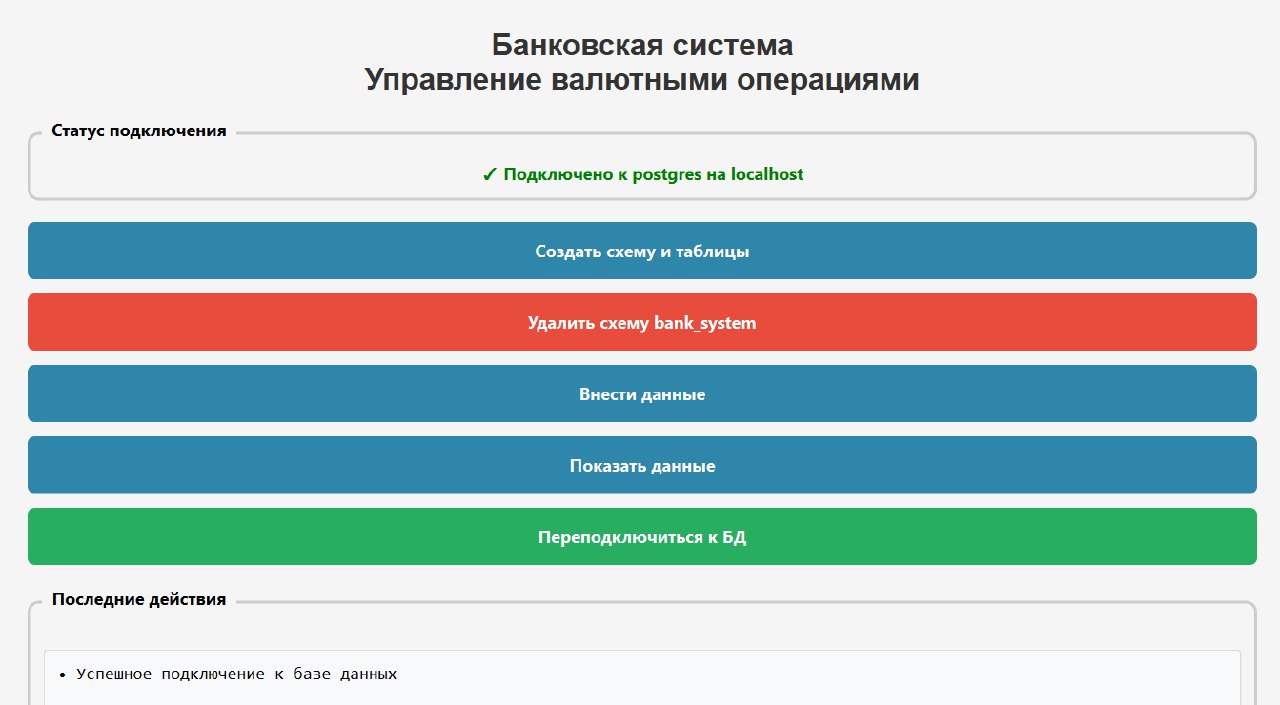 Банковская система
Управление валютными операциями
Статус подключения
✓ Подключено к postgres на localhost
Создать схему и таблицы
Удалить схему bank_system
Внести данные
Показать данные
Переподключиться к БД
Последние действия
• Успешное подключение к базе данных